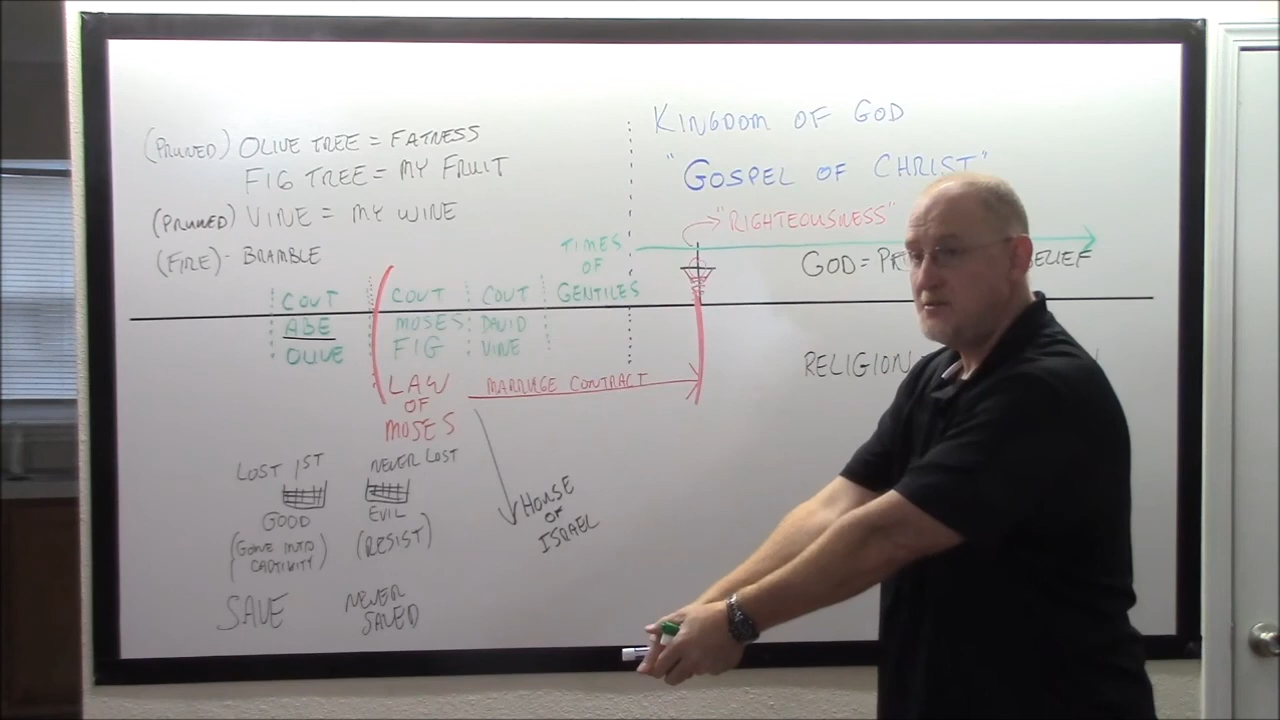 KINGDOM OF GOD
"GOSPEL OF CHRIST"
(PRUNED) OLIVE TREE = FATNESS
FIG TREE = MY FRUIT
(PRUNED) VINE = MY WINE
(FIRE) - BRAMBLE
"RIGHTEOUSNESS"
TIMES
OF
GENTILES
GOD =
COVT
ABE
OLIVE
COVT
MOSES
FIG
COVT
DAVID
VINE
RELIGION
LAW
OF
MOSES
MARRIAGE CONTRACT
LOST 1ST
GOOD
(GONE INTO
CAPTIVITY)
SAVE
NEVER LOST
EVIL
(RESIST)
NEVER
SAVED
HOUSE
OF
ISRAEL